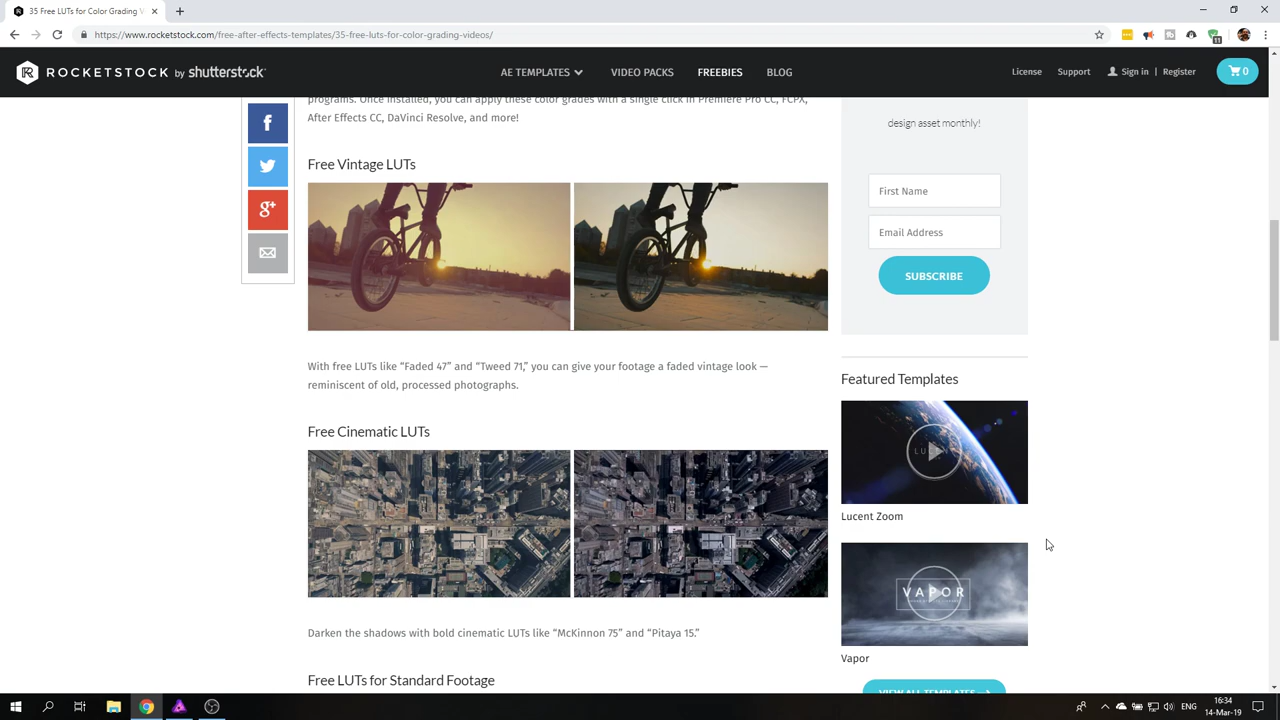 35 Free LUTs for Color Grading V
https://www.rocketstock.com/free-after-effects-templates/35-free-luts-for-color-grading-videos/
11
ROCKETSTOCK by shutterstock
AE TEMPLATES
VIDEO PACKS
FREEBIES
BLOG
License
Support
Sign in | Register
0
programs. Once installed, you can apply these color grades with a single click in Premiere Pro CC, FCPX,
After Effects CC, DaVinci Resolve, and more!
Free Vintage LUTs
With free LUTs like “Faded 47” and “Tweed 71,” you can give your footage a faded vintage look —
reminiscent of old, processed photographs.
Free Cinematic LUTs
Darken the shadows with bold cinematic LUTs like “McKinnon 75” and “Pitaya 15.”
Free LUTs for Standard Footage
design asset monthly!
First Name
Email Address
SUBSCRIBE
Featured Templates
Lucent Zoom
VAPOR
Vapor
VIEW ALL TEMPLATES
ENG
16:34
14-Mar-19